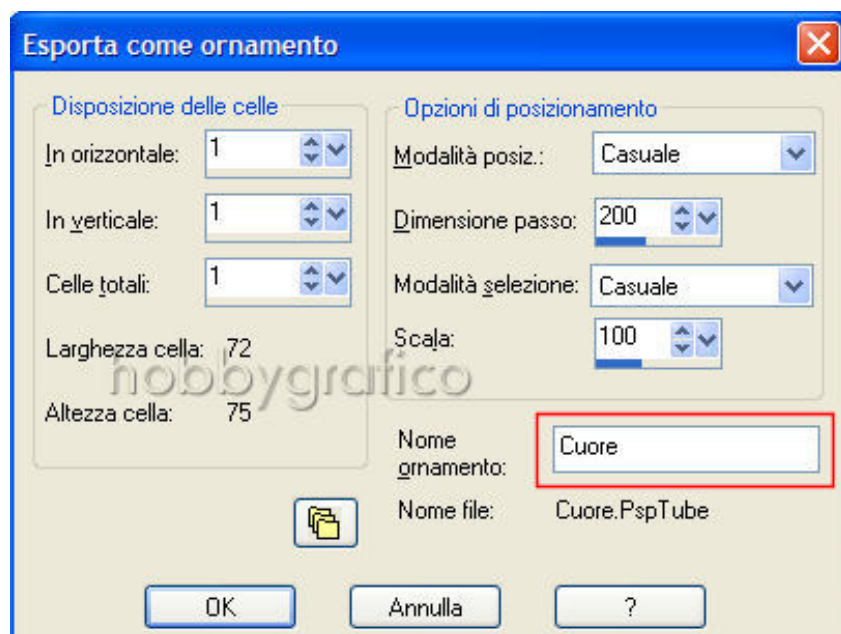 Esporta come ornamento
Disposizione delle celle
In orizzontale: 1
In verticale: 1
Celle totali: 1
Larghezza cella: 72
Altezza cella: 75
Opzioni di posizionamento
Modalità posiz.: Casuale
Dimensione passo: 200
Modalità selezione: Casuale
Scala: 100
hobbygrafico
Nome ornamento: Cuore
Nome file: Cuore.PspTube
OK Annulla ?